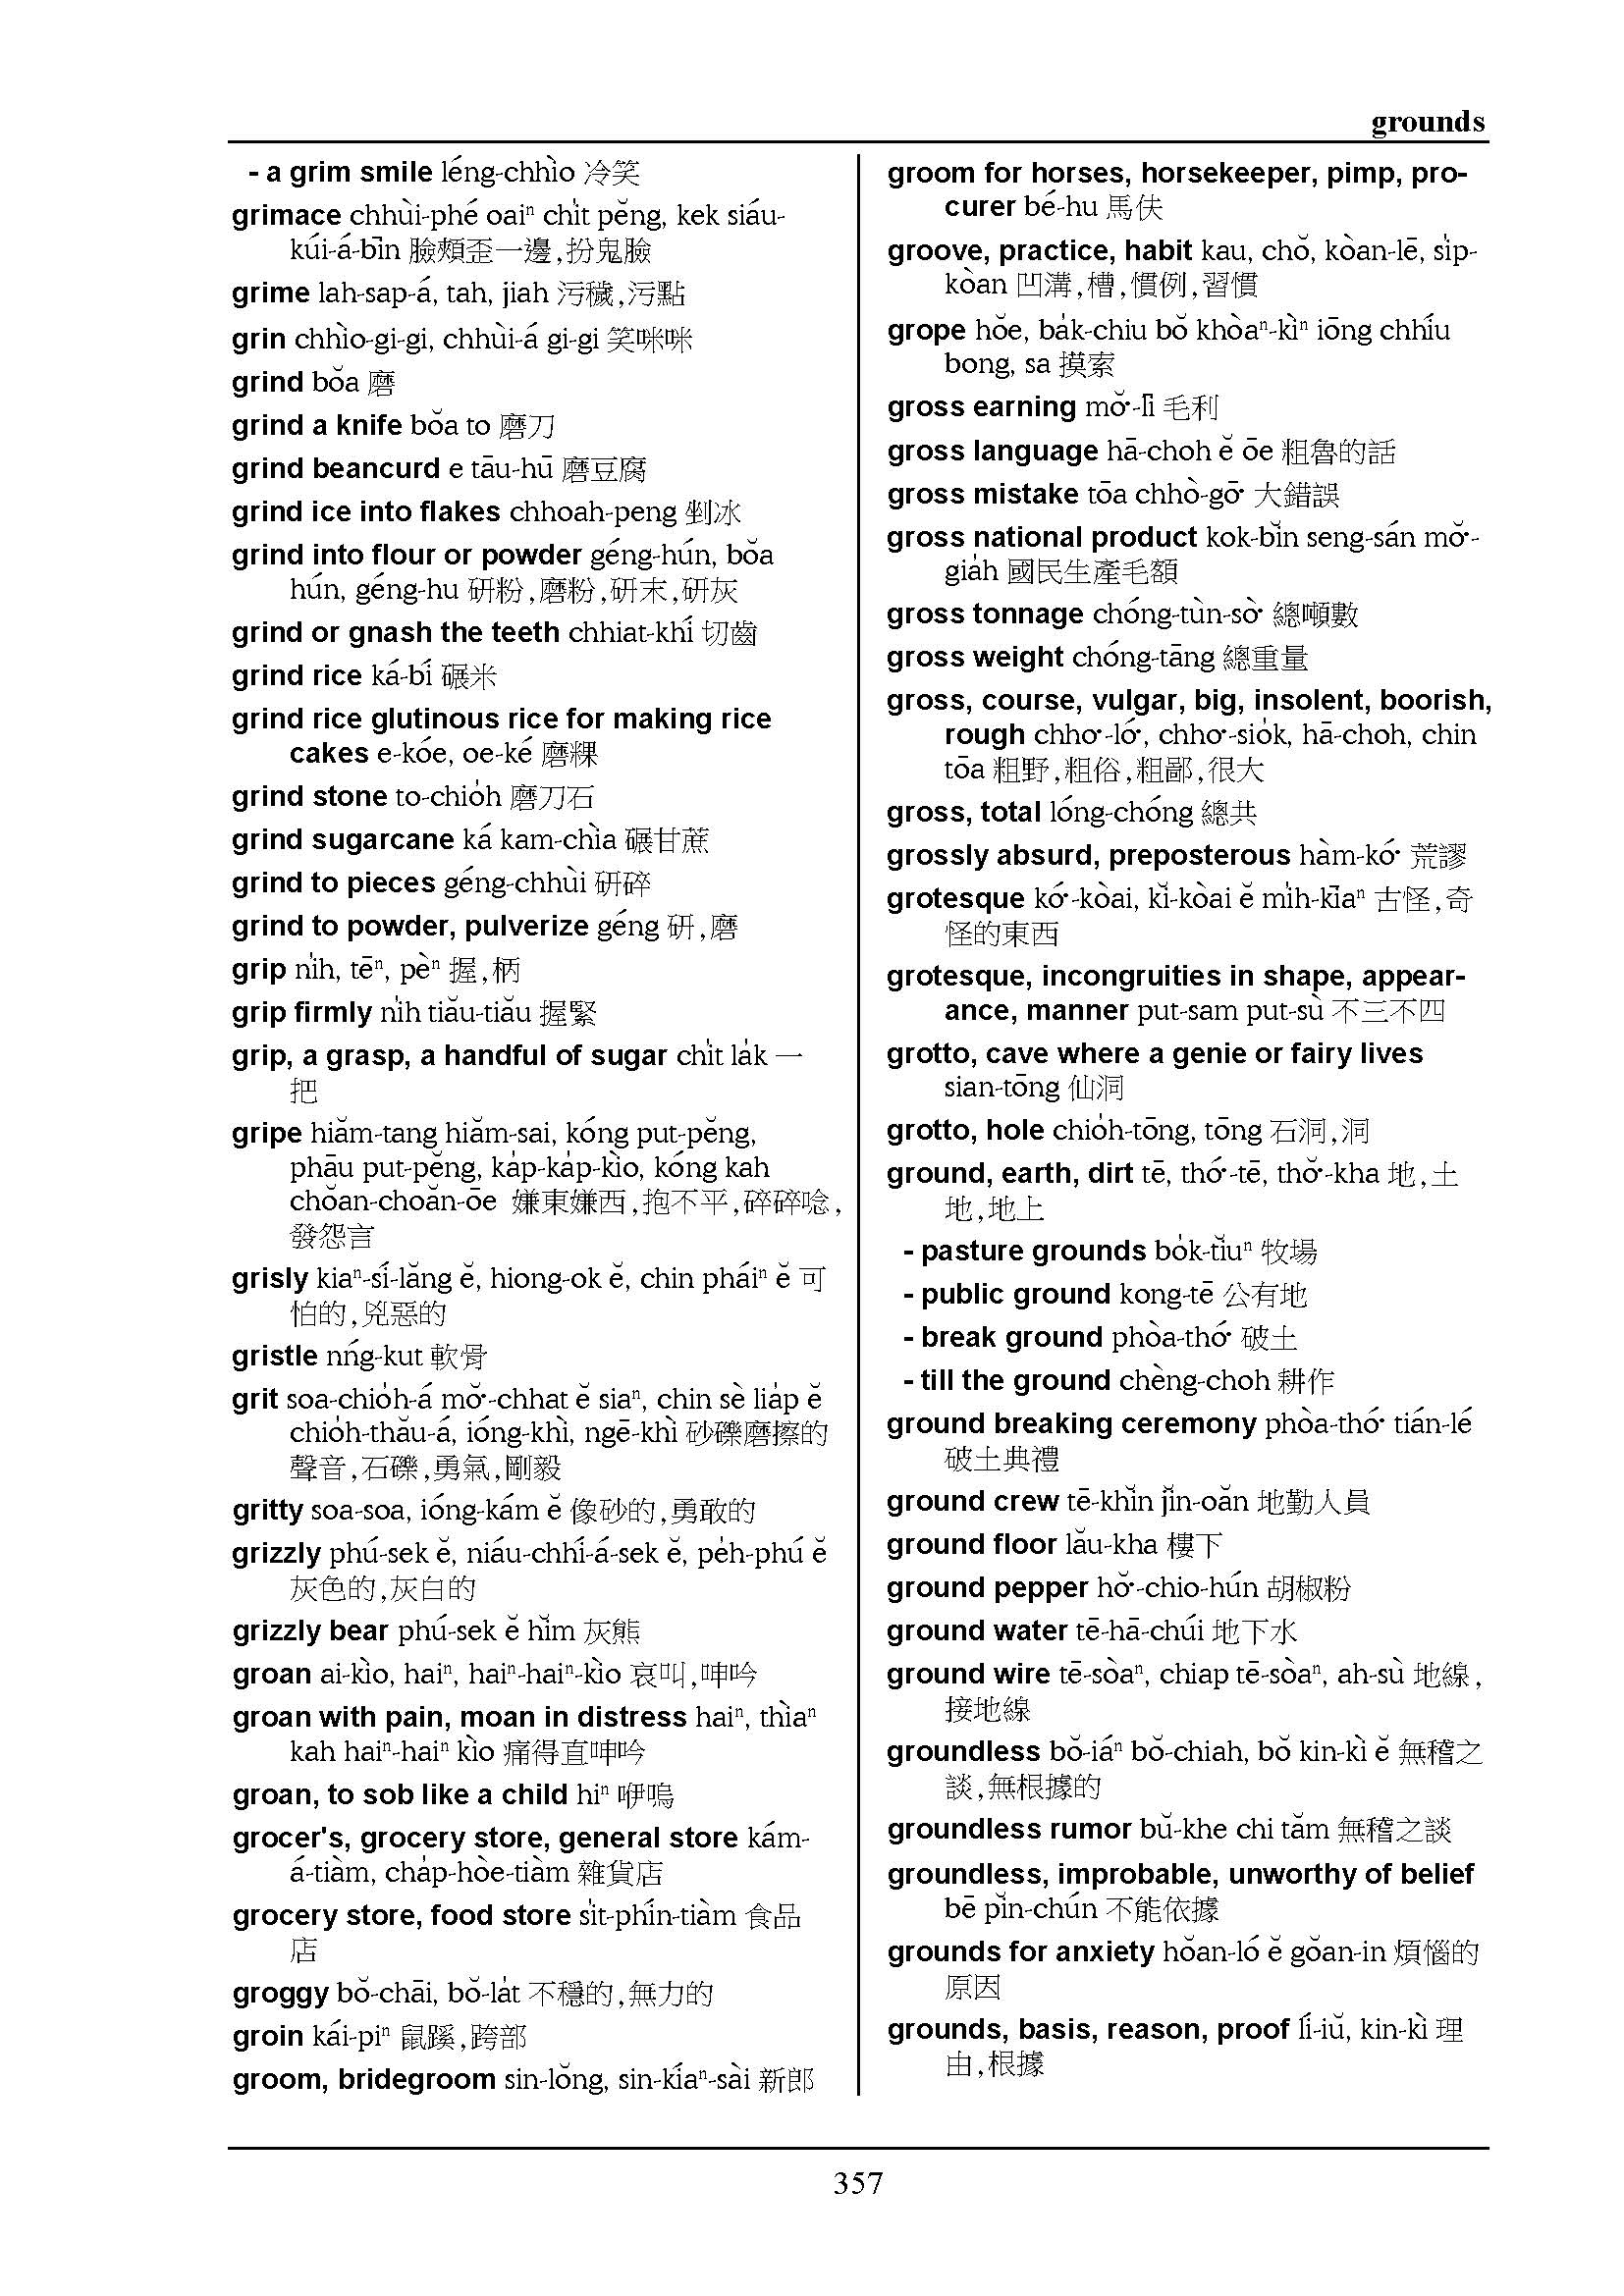 grounds
- a grim smile léng-chhìo 冷笑
grimace chhùi-phé oaiⁿ chi̍t pĕng, kek siáu-
kúi-á-bīn 臉頰歪一邊,扮鬼臉
grime lah-sap-á, tah, jiah 污穢,污點
grin chhìo-gi-gi, chhùi-á gi-gi 笑咪咪
grind bŏa 磨
grind a knife bŏa to 磨刀
grind beancurd e tāu-hū 磨豆腐
grind ice into flakes chhoah-peng 剉冰
grind into flour or powder géng-hún, bŏa
hún, géng-hu 研粉,磨粉,研末,研灰
grind or gnash the teeth chhiat-khí 切齒
grind rice ká-bí 碾米
grind rice glutinous rice for making rice
cakes e-kóe, oe-ké 磨粿
grind stone to-chio̍h 磨刀石
grind sugarcane ká kam-chìa 碾甘蔗
grind to pieces géng-chhùi 研碎
grind to powder, pulverize géng 研,磨
grip ni̍h, tēⁿ, pèⁿ 握,柄
grip firmly ni̍h tiău-tiău 握緊
grip, a grasp, a handful of sugar chi̍t la̍k 一
把
gripe hiăm-tang hiăm-sai, kóng put-pĕng,
phāu put-pĕng, ka̍p-ka̍p-kìo, kóng kah
chŏan-choăn-ōe 嫌東嫌西,抱不平,碎碎唸,
發怨言
grisly kiaⁿ-sí-lăng ĕ, hiong-ok ĕ, chin pháiⁿ ĕ 可
怕的,兇惡的
gristle nńg-kut 軟骨
grit soa-chio̍h-á mŏ͘-chhat ĕ siaⁿ, chin sè lia̍p ĕ
chio̍h-thău-á, ióng-khì, ngē-khì 砂礫磨擦的
聲音,石礫,勇氣,剛毅
gritty soa-soa, ióng-kám ĕ 像砂的,勇敢的
grizzly phú-sek ĕ, niáu-chhí-á-sek ĕ, pe̍h-phú ĕ
灰色的,灰白的
grizzly bear phú-sek ĕ hĭm 灰熊
groan ai-kìo, haiⁿ, haiⁿ-haiⁿ-kìo 哀叫,呻吟
groan with pain, moan in distress haiⁿ, thìaⁿ
kah haiⁿ-haiⁿ kìo 痛得直呻吟
groan, to sob like a child hiⁿ 咿嗚
grocer's, grocery store, general store kám-
á-tiàm, cha̍p-hòe-tiàm 雜貨店
grocery store, food store si̍t-phín-tiàm 食品
店
groggy bŏ-chāi, bŏ-la̍t 不穩的,無力的
groin kái-piⁿ 鼠蹊,跨部
groom, bridegroom sin-lŏng, sin-kíaⁿ-sài 新郎
groom for horses, horsekeeper, pimp, pro-
curer bé-hu 馬伕
groove, practice, habit kau, chŏ, kòan-lē, si̍p-
kòan 凹溝,槽,慣例,習慣
grope hŏe, ba̍k-chiu bŏ khòaⁿ-kìⁿ iōng chhíu
bong, sa 摸索
gross earning mŏ͘-lī 毛利
gross language hā-choh ĕ ōe 粗魯的話
gross mistake tōa chhò-gō͘ 大錯誤
gross national product kok-bĭn seng-sán mŏ͘-
gia̍h 國民生產毛額
gross tonnage chóng-tùn-sò͘ 總噸數
gross weight chóng-tāng 總重量
gross, course, vulgar, big, insolent, boorish,
rough chho͘-ló͘, chho͘-sio̍k, hā-choh, chin
tōa 粗野,粗俗,粗鄙,很大
gross, total lóng-chóng 總共
grossly absurd, preposterous hàm-kó͘ 荒謬
grotesque kó͘-kòai, kĭ-kòai ĕ mi̍h-kīaⁿ 古怪,奇
怪的東西
grotesque, incongruities in shape, appear-
ance, manner put-sam put-sù 不三不四
grotto, cave where a genie or fairy lives
sian-tōng 仙洞
grotto, hole chio̍h-tōng, tōng 石洞,洞
ground, earth, dirt tē, thó͘-tē, thŏ͘-kha 地,土
地,地上
- pasture grounds bo̍k-tĭuⁿ 牧場
- public ground kong-tē 公有地
- break ground phòa-thó͘ 破土
- till the ground chèng-choh 耕作
ground breaking ceremony phòa-thó͘ tián-lé
破土典禮
ground crew tē-khĭn jĭn-oăn 地勤人員
ground floor lău-kha 樓下
ground pepper hŏ͘-chio-hún 胡椒粉
ground water tē-hā-chúi 地下水
ground wire tē-sòaⁿ, chiap tē-sòaⁿ, ah-sù 地線,
接地線
groundless bŏ-iáⁿ bŏ-chiah, bŏ kin-kì ĕ 無稽之
談,無根據的
groundless rumor bŭ-khe chi tăm 無稽之談
groundless, improbable, unworthy of belief
bē pĭn-chún 不能依據
grounds for anxiety hŏan-ló ĕ gŏan-in 煩惱的
原因
grounds, basis, reason, proof lí-iŭ, kin-kì 理
由,根據
357